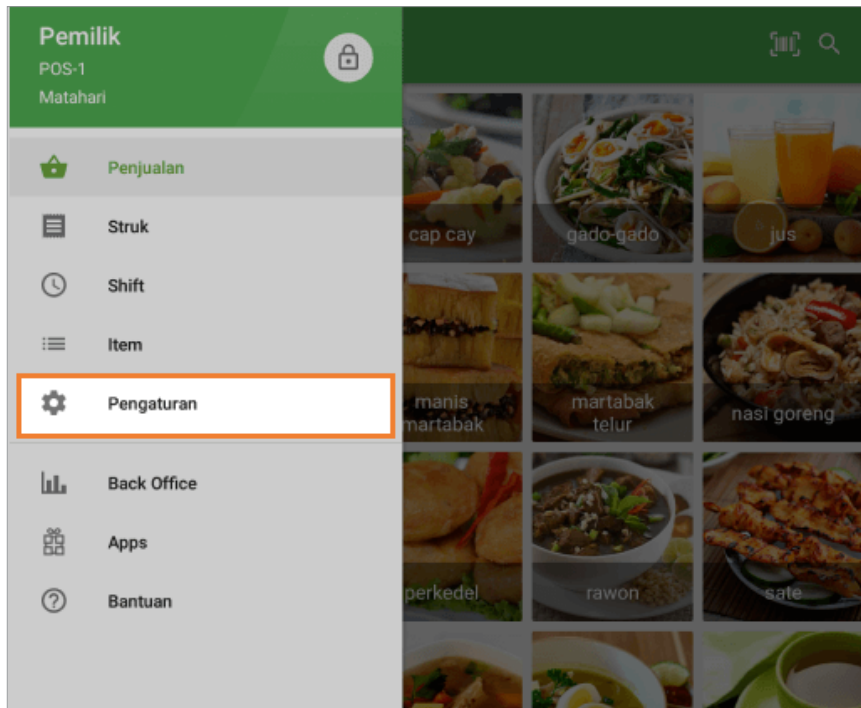 Pemilik
POS-1
Matahari
Penjualan
Struk
Shift
Item
Pengaturan
Back Office
Apps
Bantuan
cap cay
gado-gado
jus
manis
martabak
martabak
telur
nasi goreng
perkedel
rawon
sate